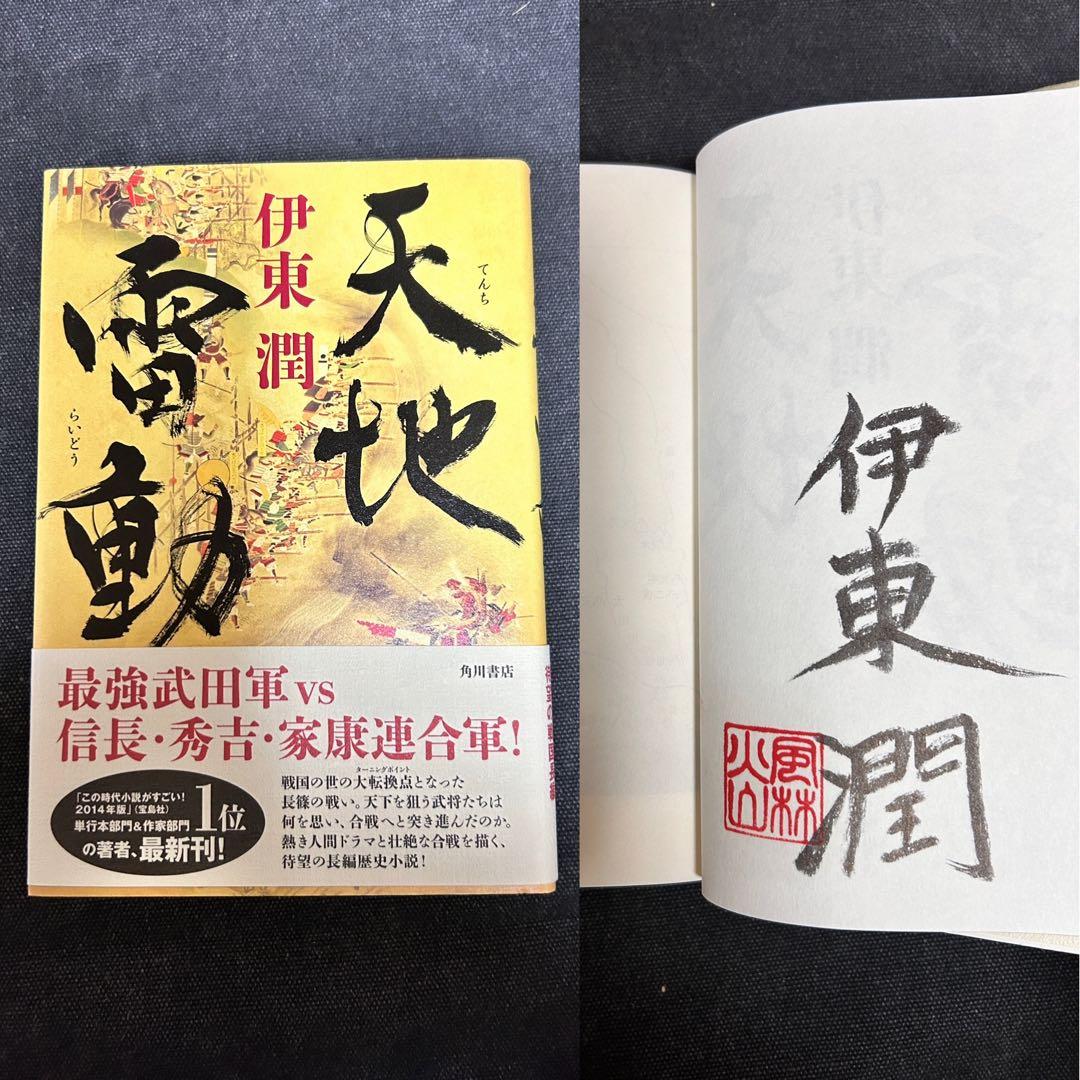 天地
てんち
伊東 潤
雷動
らいどう
角川書店
最強武田軍vs
信長・秀吉・家康連合軍!
ターニングポイント
戦国の世の大転換点となった
長篠の戦い。天下を狙う武将たちは
何を思い、合戦へと突き進んだのか。
熱き人間ドラマと壮絶な合戦を描く、
待望の長編歴史小説!
「この時代小説がすごい!
2014年版」(宝島社)
単行本部門&作家部門 1位
の著者、最新刊!
伊東潤
風林
火山